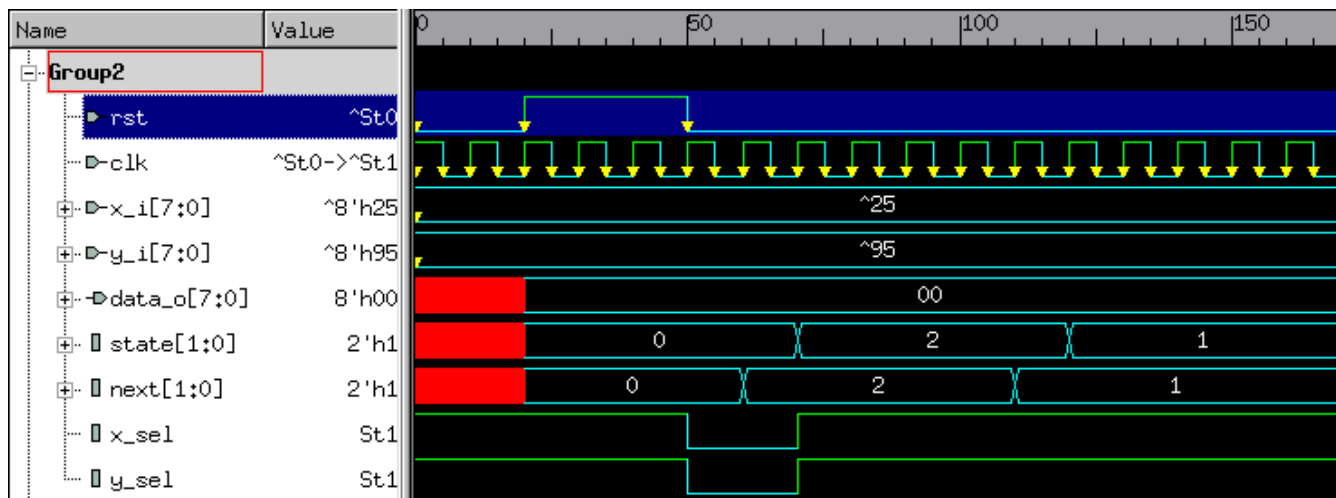 Name Value 0 50 100 150
Group2
rst ^St0
clk ^St0->^St1
x_i[7:0] ^8'h25 ^25
y_i[7:0] ^8'h95 ^95
data_o[7:0] 8'h00 00
state[1:0] 2'h1 0 2 1
next[1:0] 2'h1 0 2 1
x_sel St1
y_sel St1